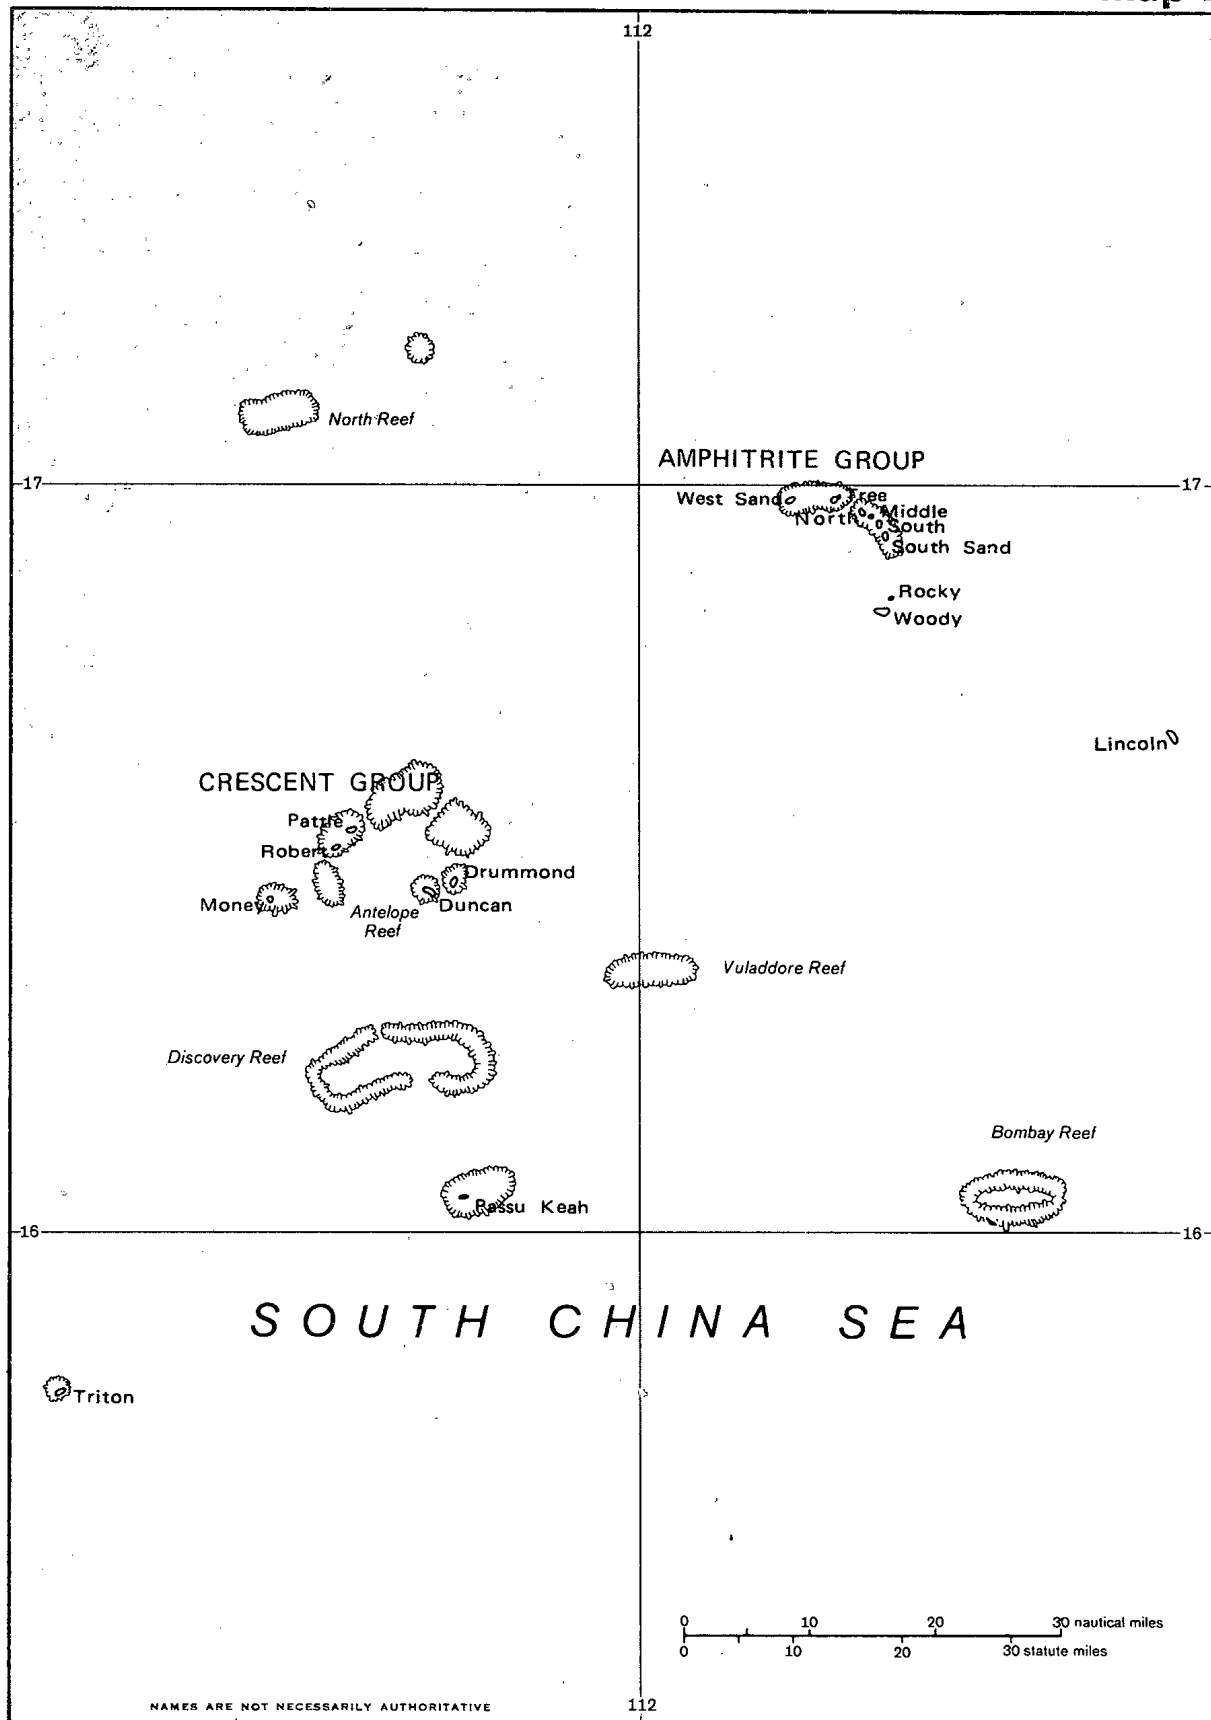 112
North Reef
AMPHITRITE GROUP
17
17
West Sand
Tree
North
Middle
South
South Sand
Rocky
Woody
Lincoln
CRESCENT GROUP
Pattle
Robert
Drummond
Money
Duncan
Antelope
Reef
Vuladdore Reef
Discovery Reef
Bombay Reef
Passu Keah
16
16
SOUTH CHINA SEA
Triton
0 10 20 30 nautical miles
0 10 20 30 statute miles
NAMES ARE NOT NECESSARILY AUTHORITATIVE
112